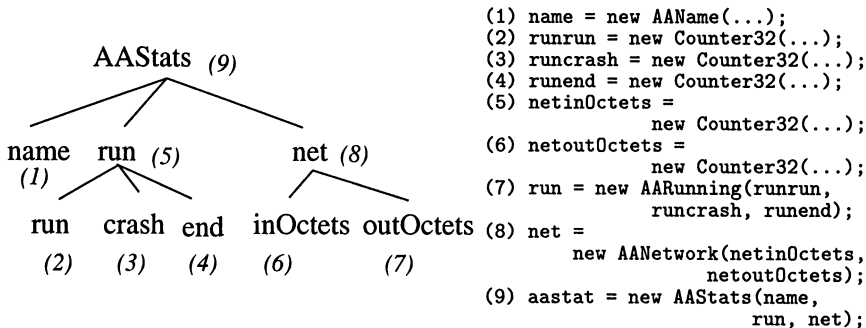 AAStats (9)
name run (5) net (8)
(1)
run crash end inOctets outOctets
(2) (3) (4) (6) (7)
(1) name = new AAName(...);
(2) runrun = new Counter32(...);
(3) runcrash = new Counter32(...);
(4) runend = new Counter32(...);
(5) netinOctets =
new Counter32(...);
(6) netoutOctets =
new Counter32(...);
(7) run = new AARunning(runrun,
runcrash, runend);
(8) net =
new AANetwork(netinOctets,
netoutOctets);
(9) aastat = new AAStats(name,
run, net);